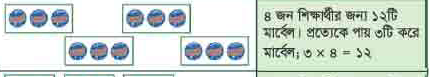 ৪ জন শিক্ষার্থীর জন্য ১২টি
মার্বেল। প্রত্যেকে পায় ৩টি করে
মার্বেল; ৩ × ৪ = ১২